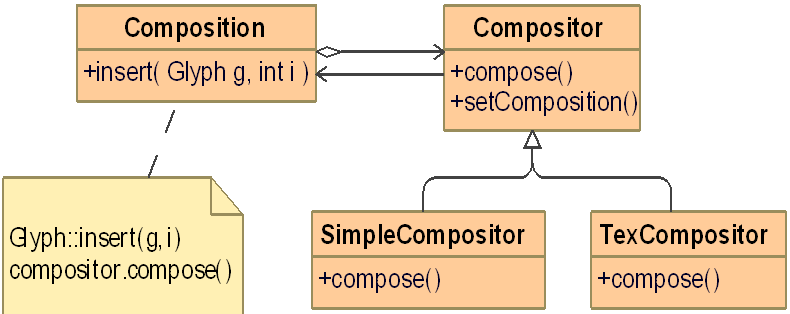 Composition
+insert( Glyph g, int i )
Compositor
+compose()
+setComposition()
Glyph::insert(g,i)
compositor.compose()
SimpleCompositor
+compose()
TexCompositor
+compose()